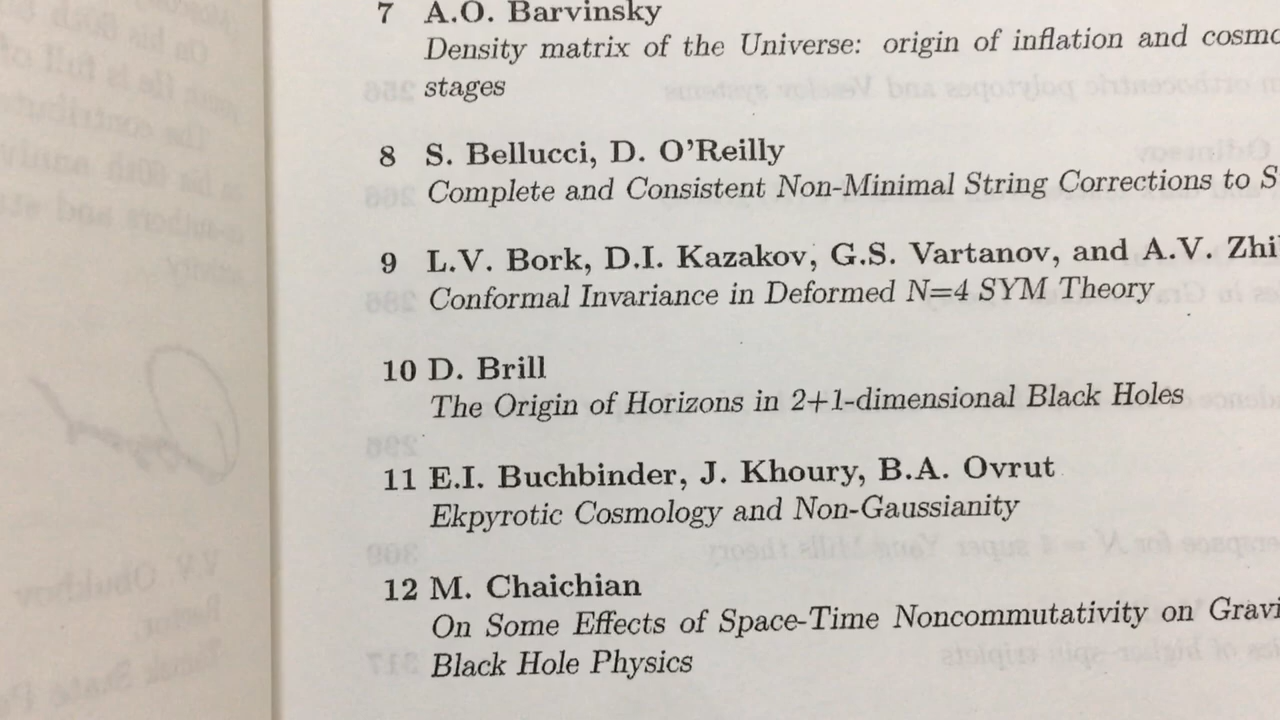 7 A.O. Barvinsky
Density matrix of the Universe: origin of inflation and
stages
8 S. Bellucci, D. O'Reilly
Complete and Consistent Non-Minimal String Corrections to
9 L.V. Bork, D.I. Kazakov, G.S. Vartanov, and A.V.
Conformal Invariance in Deformed N=4 SYM Theory
10 D. Brill
The Origin of Horizons in 2+1-dimensional Black Holes
11 E.I. Buchbinder, J. Khoury, B.A. Ovrut
Ekpyrotic Cosmology and Non-Gaussianity
12 M. Chaichian
On Some Effects of Space-Time Noncommutativity on
Black Hole Physics